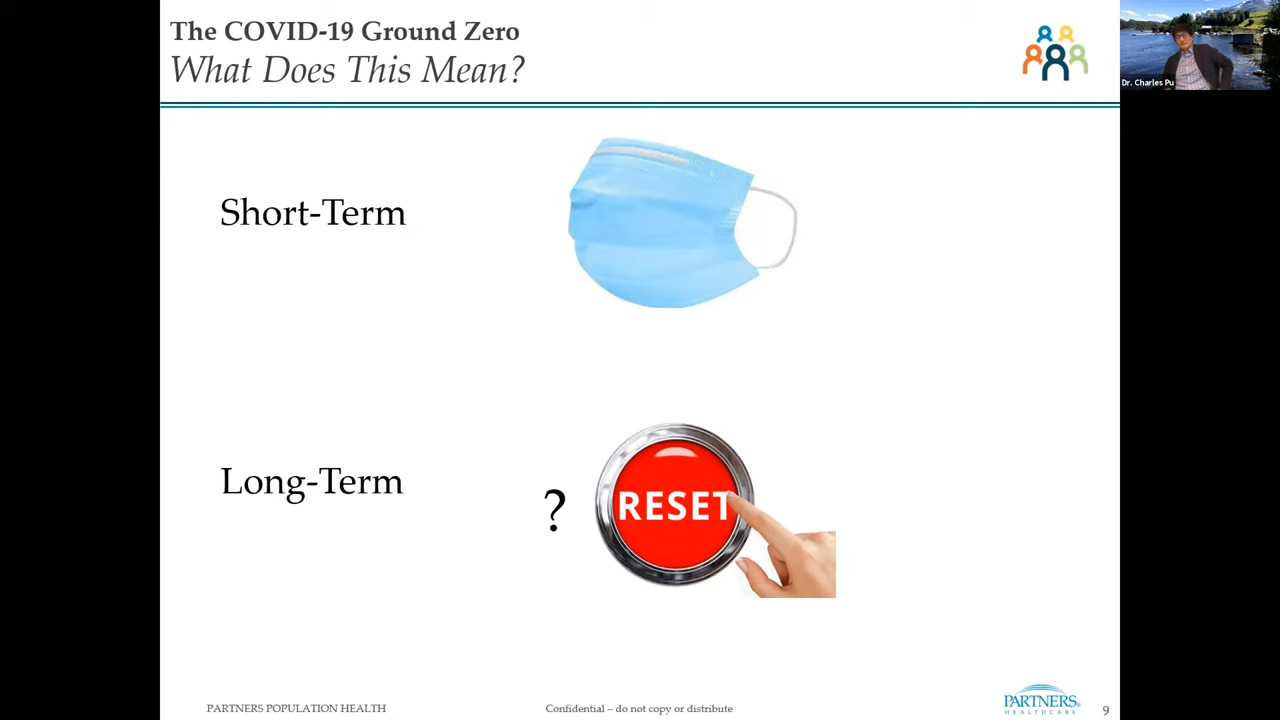 The COVID-19 Ground Zero
What Does This Mean?
Dr. Charles Pu
Short-Term
Long-Term
?
RESET
PARTNERS POPULATION HEALTH
Confidential – do not copy or distribute
PARTNERS®
HEALTHCARE
9